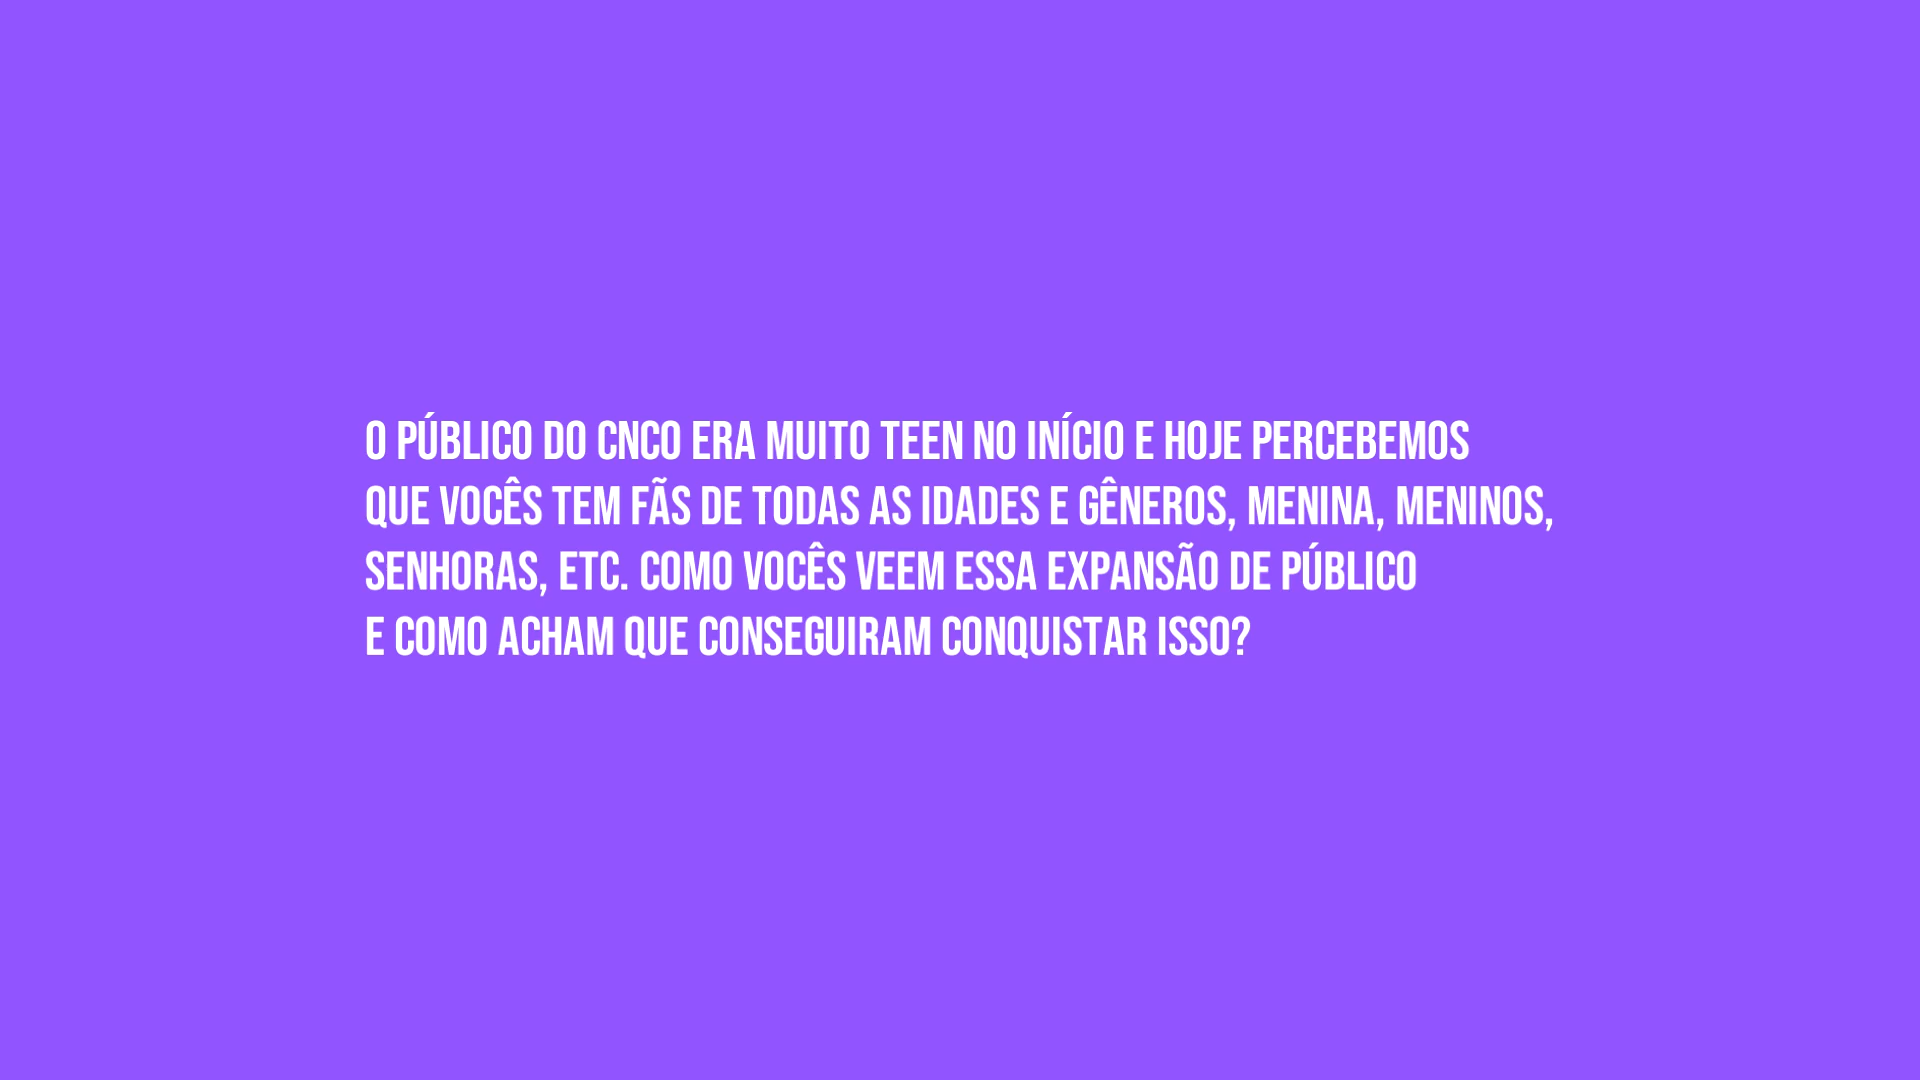 O PÚBLICO DO CNCO ERA MUITO TEEN NO INÍCIO E HOJE PERCEBEMOS
QUE VOCÊS TEM FÃS DE TODAS AS IDADES E GÊNEROS, MENINA, MENINOS,
SENHORAS, ETC. COMO VOCÊS VEEM ESSA EXPANSÃO DE PÚBLICO
E COMO ACHAM QUE CONSEGUIRAM CONQUISTAR ISSO?